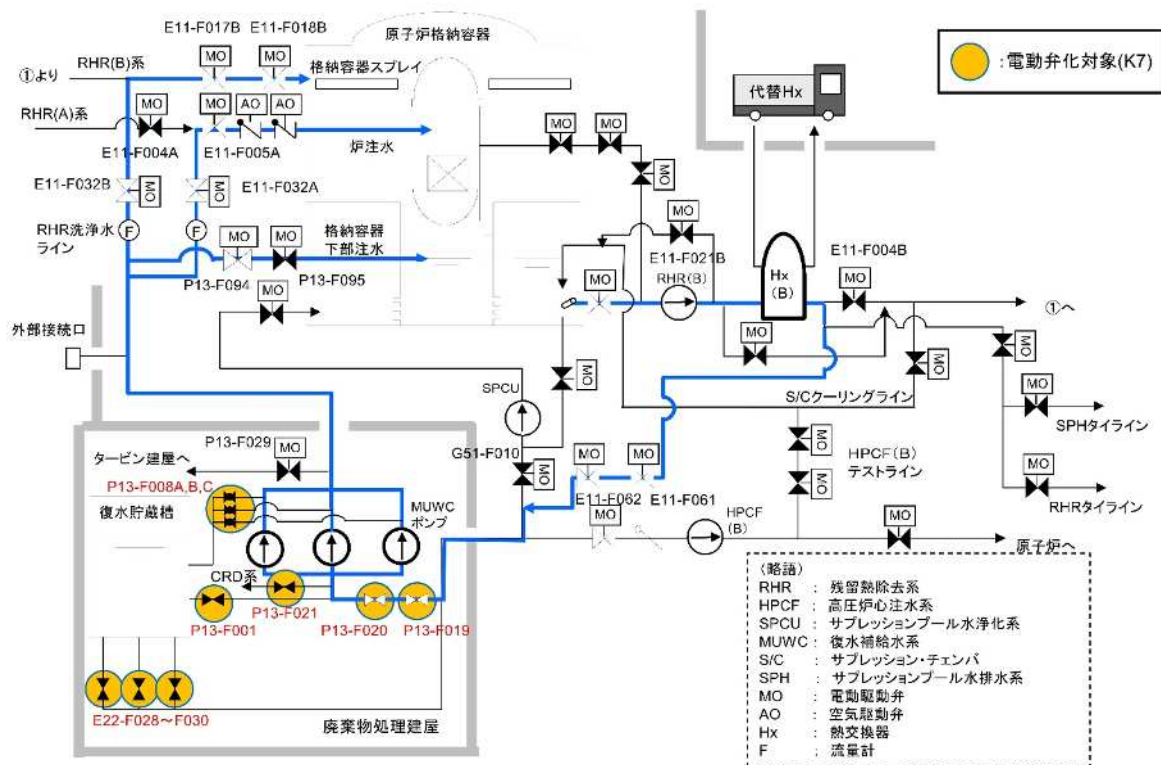 E11-F017B E11-F018B
MO MO
原子炉格納容器
:電動弁化対象(K7)
①より
RHR(B)系
格納容器スプレイ
代替Hx
RHR(A)系
MO MO AO AO
E11-F004A E11-F005A
炉注水
MO MO
MO
E11-F032B MO MO E11-F032A
RHR洗浄水
ライン
F F
格納容器
下部注水
MO MO
P13-F094 P13-F095
MO
MO
E11-F021B
RHR(B)
MO
Hx
(B)
E11-F004B
MO
①へ
外部接続口
MO
MO
MO
MO
SPCU
MO
S/Cクーリングライン
MO
SPHタイライン
P13-F029
MO
タービン建屋へ
G51-F010
MO
MO MO
E11-F062 E11-F061
MO
MO
HPCF(B)
テストライン
MO
RHRタイライン
P13-F008A,B,C
復水貯蔵槽
MUWC
ポンプ
MO
HPCF
(B)
MO
原子炉へ
CRD系
P13-F021
P13-F001
P13-F020
P13-F019
E22-F028～F030
廃棄物処理建屋
(略語)
RHR : 残留熱除去系
HPCF : 高圧炉心注水系
SPCU : サプレッションプール水浄化系
MUWC : 復水補給水系
S/C : サプレッション・チェンバ
SPH : サプレッションプール水排水系
MO : 電動駆動弁
AO : 空気駆動弁
Hx : 熱交換器
F : 流量計